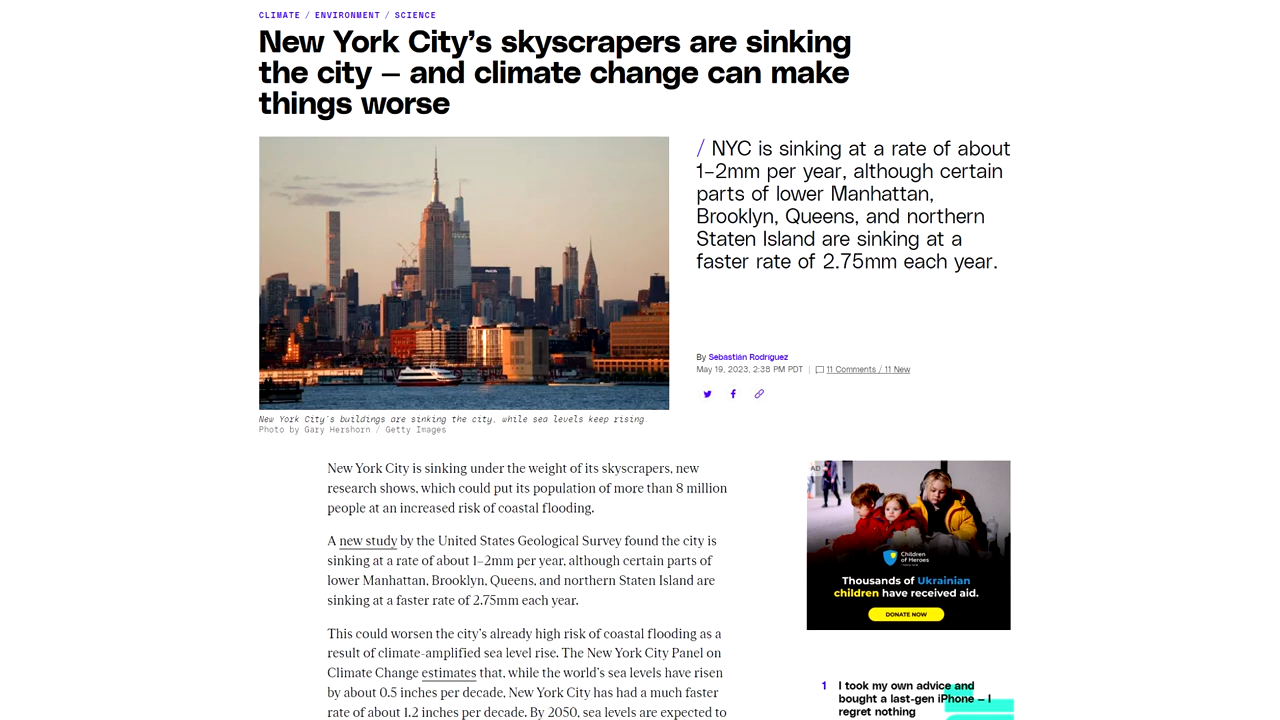 CLIMATE / ENVIRONMENT / SCIENCE
New York City’s skyscrapers are sinking
the city — and climate change can make
things worse
/ NYC is sinking at a rate of about
1–2mm per year, although certain
parts of lower Manhattan,
Brooklyn, Queens, and northern
Staten Island are sinking at a
faster rate of 2.75mm each year.
By Sebastián Rodríguez
May 19, 2023, 2:38 PM PDT | 11 Comments / 11 New
MetLife
New York City’s buildings are sinking the city, while sea levels keep rising.
Photo by Gary Hershorn / Getty Images
New York City is sinking under the weight of its skyscrapers, new
research shows, which could put its population of more than 8 million
people at an increased risk of coastal flooding.
A new study by the United States Geological Survey found the city is
sinking at a rate of about 1–2mm per year, although certain parts of
lower Manhattan, Brooklyn, Queens, and northern Staten Island are
sinking at a faster rate of 2.75mm each year.
This could worsen the city’s already high risk of coastal flooding as a
result of climate-amplified sea level rise. The New York City Panel on
Climate Change estimates that, while the world’s sea levels have risen
by about 0.5 inches per decade, New York City has had a much faster
rate of about 1.2 inches per decade. By 2050, sea levels are expected to
AD
Children
of Heroes
Thousands of Ukrainian
children have received aid.
DONATE NOW
1 I took my own advice and
bought a last-gen iPhone — I
regret nothing